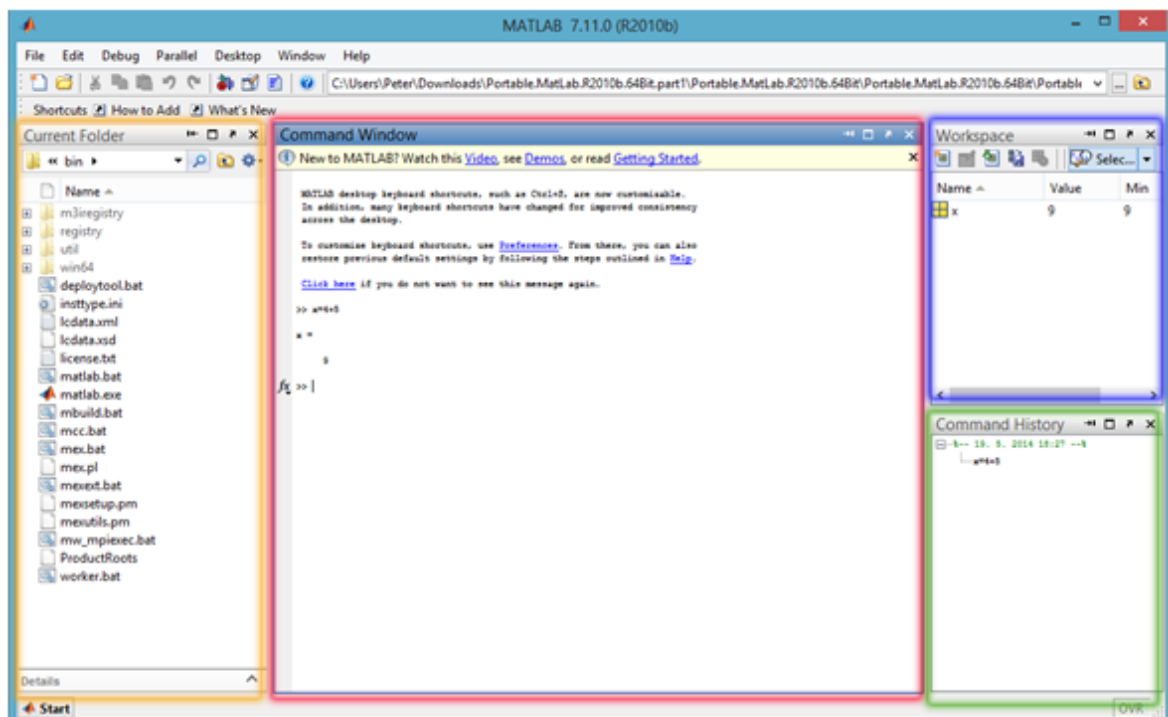 MATLAB 7.11.0 (R2010b)
File Edit Debug Parallel Desktop Window Help
C:\Users\Peter\Downloads\Portable.MatLab.R2010b.64Bit.part1\Portable.MatLab.R2010b.64Bit\Portable.MatLab.R2010b.64Bit\Portable
Shortcuts How to Add What's New
Current Folder
« bin
Name
m3iregistry
registry
util
win64
deploytool.bat
insttype.ini
lcdata.xml
lcdata.xsd
license.txt
matlab.bat
matlab.exe
mbuild.bat
mcc.bat
mex.bat
mex.pl
mexext.bat
mexsetup.pm
mexutils.pm
mw_mpiexec.bat
ProductRoots
worker.bat
Details
Command Window
New to MATLAB? Watch this Video, see Demos, or read Getting Started.
MATLAB desktop keyboard shortcuts, such as Ctrl+S, are now customizable.
In addition, many keyboard shortcuts have changed for improved consistency
across the desktop.
To customize keyboard shortcuts, use Preferences. From there, you can also
restore previous default settings by following the steps outlined in Help.
Click here if you do not want to see this message again.
>> x=4+5
x =
9
fx >>
Workspace
Selec...
Name Value Min
x 9 9
Command History
%-- 19. 5. 2014 18:27 --%
x=4+5
Start
OVR